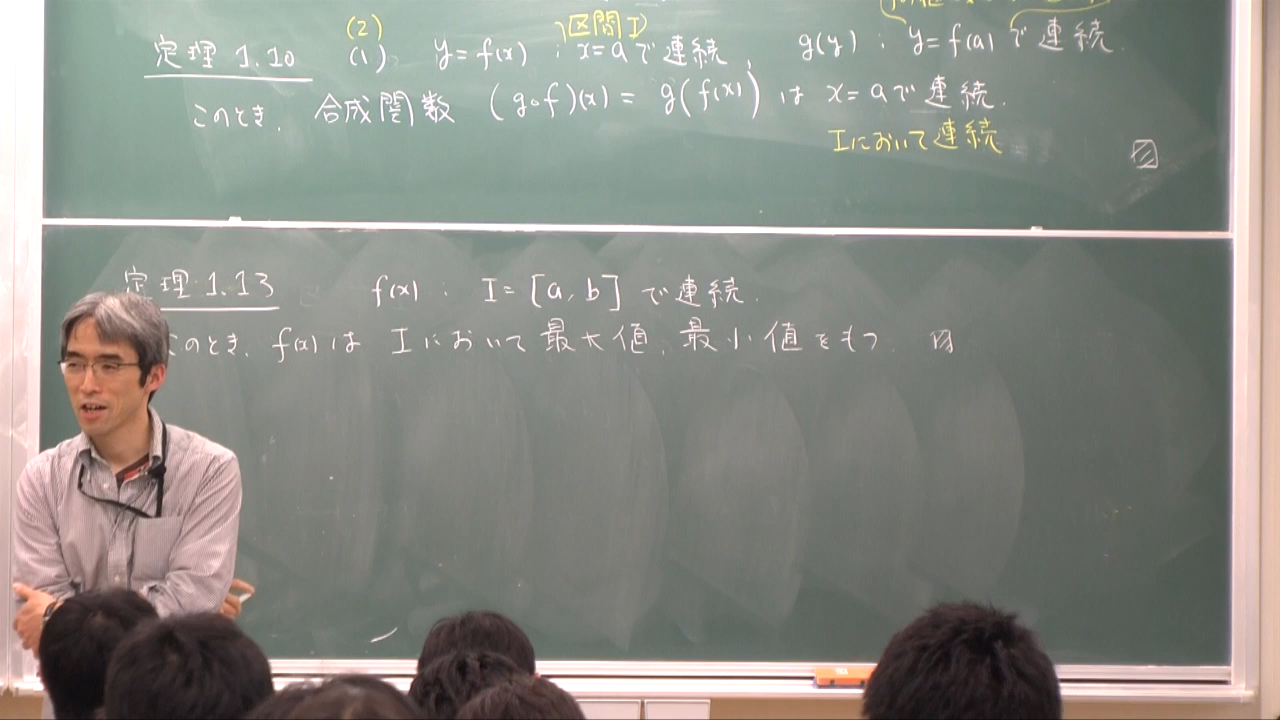 (2) 区間I
定理 1.10 (1) y=f(x) : x=aで連続, g(y) : y=f(a)で連続.
このとき, 合成関数 (g∘f)(x) = g(f(x)) は x=aで連続.
Iにおいて連続
定理 1.13 f(x) : I=[a,b]で連続.
このとき, f(x)は Iにおいて最大値, 最小値をもつ.